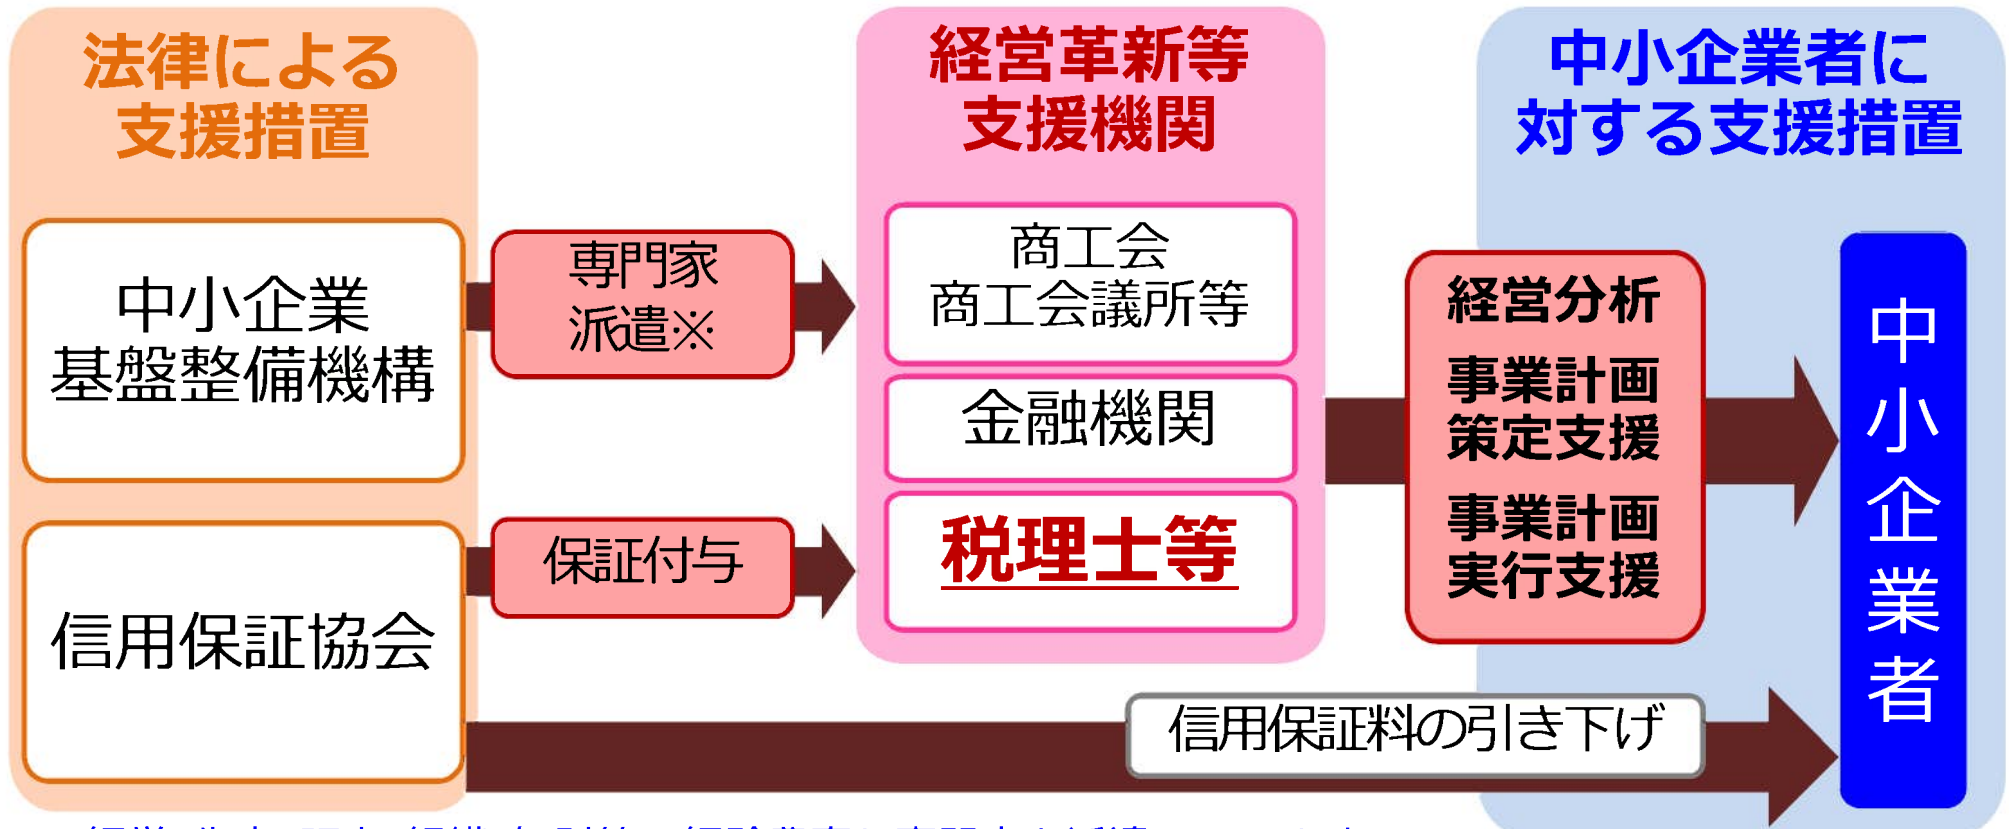 法律による
支援措置
中小企業
基盤整備機構
信用保証協会
専門家
派遣※
保証付与
経営革新等
支援機関
商工会
商工会議所等
金融機関
税理士等
中小企業者に
対する支援措置
経営分析
事業計画
策定支援
事業計画
実行支援
信用保証料の引き下げ
中小企業者